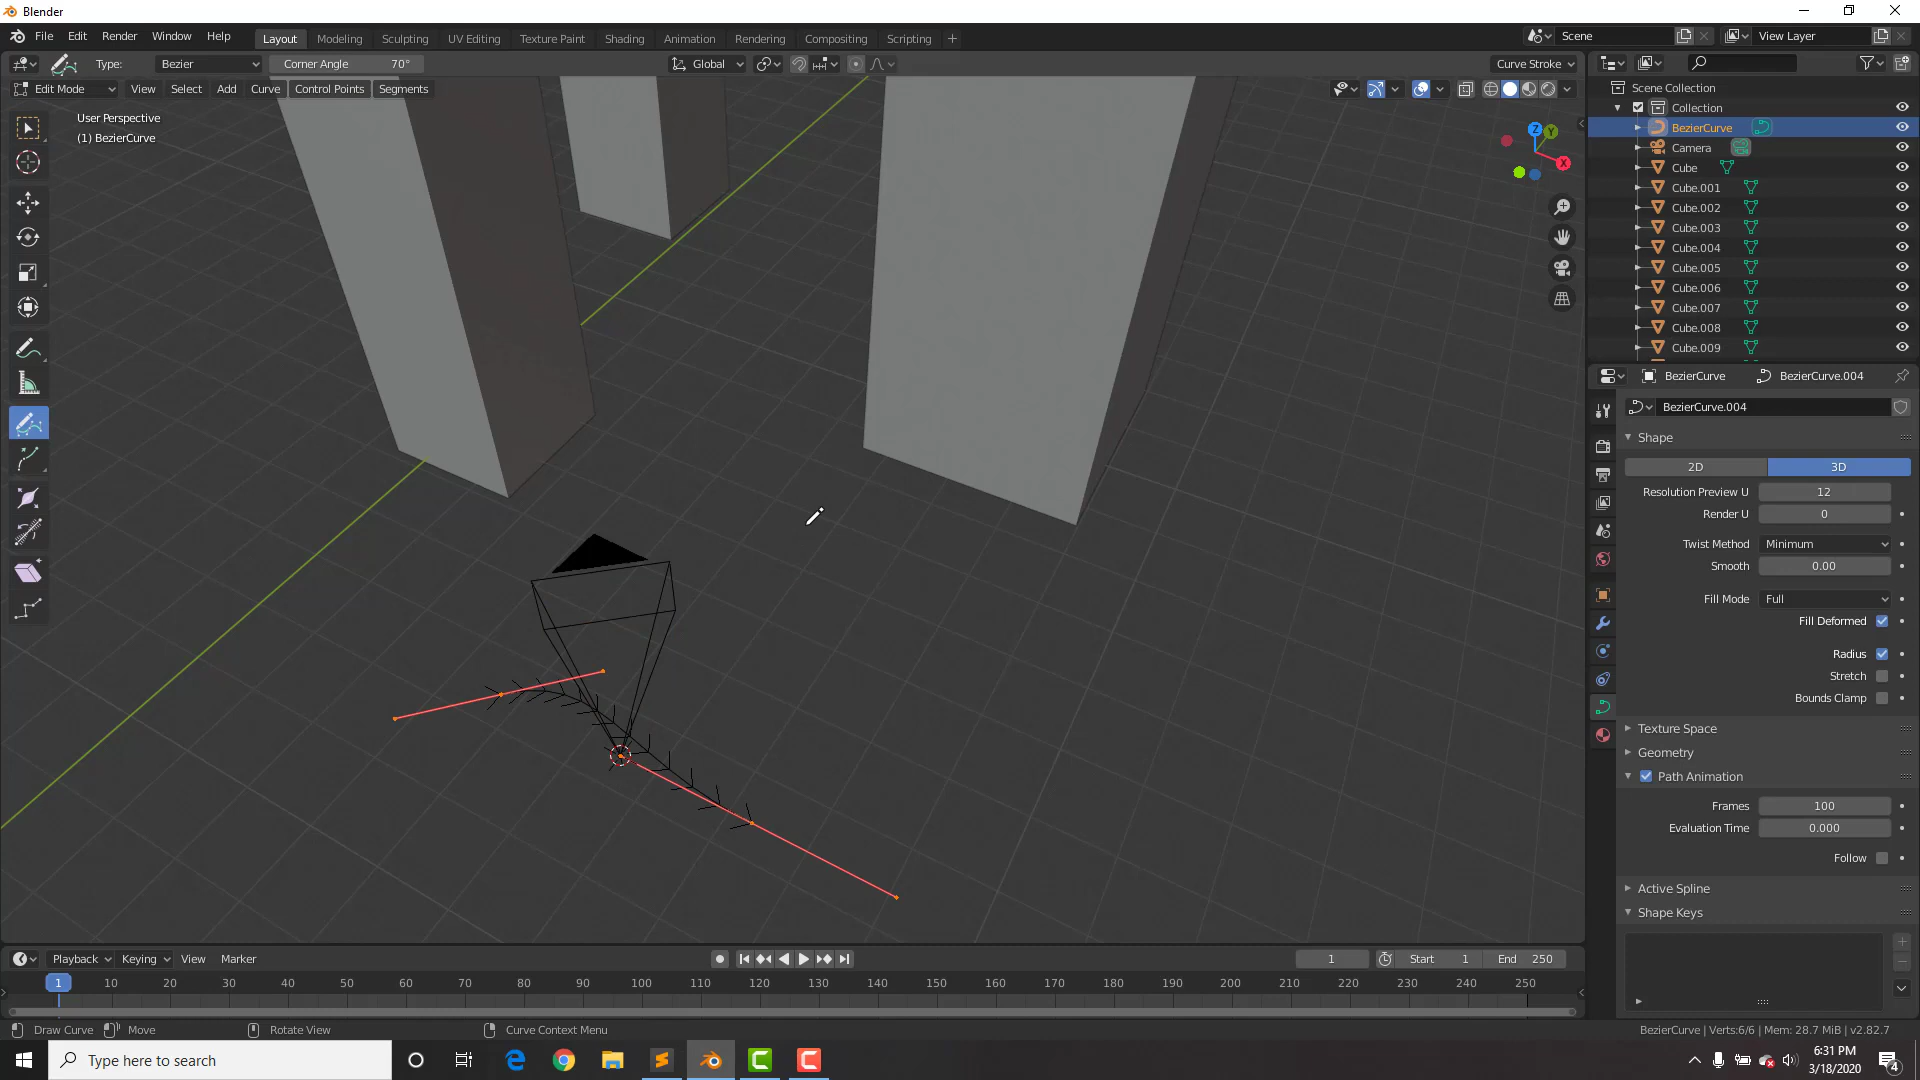 Blender
File Edit Render Window Help Layout Modeling Sculpting UV Editing Texture Paint Shading Animation Rendering Compositing Scripting + Scene View Layer
Type: Bezier Corner Angle 70° Global Curve Stroke
Edit Mode View Select Add Curve Control Points Segments
User Perspective
(1) BezierCurve
Z Y X
Scene Collection
Collection
BezierCurve
Camera
Cube
Cube.001
Cube.002
Cube.003
Cube.004
Cube.005
Cube.006
Cube.007
Cube.008
Cube.009
BezierCurve BezierCurve.004
BezierCurve.004
Shape
2D 3D
Resolution Preview U 12
Render U 0
Twist Method Minimum
Smooth 0.00
Fill Mode Full
Fill Deformed
Radius
Stretch
Bounds Clamp
Texture Space
Geometry
Path Animation
Frames 100
Evaluation Time 0.000
Follow
Active Spline
Shape Keys
Playback Keying View Marker 1 Start 1 End 250
1 10 20 30 40 50 60 70 80 90 100 110 120 130 140 150 160 170 180 190 200 210 220 230 240 250
Draw Curve Move Rotate View Curve Context Menu BezierCurve | Verts:6/6 | Mem: 28.7 MiB | v2.82.7
Type here to search
6:31 PM
3/18/2020
4